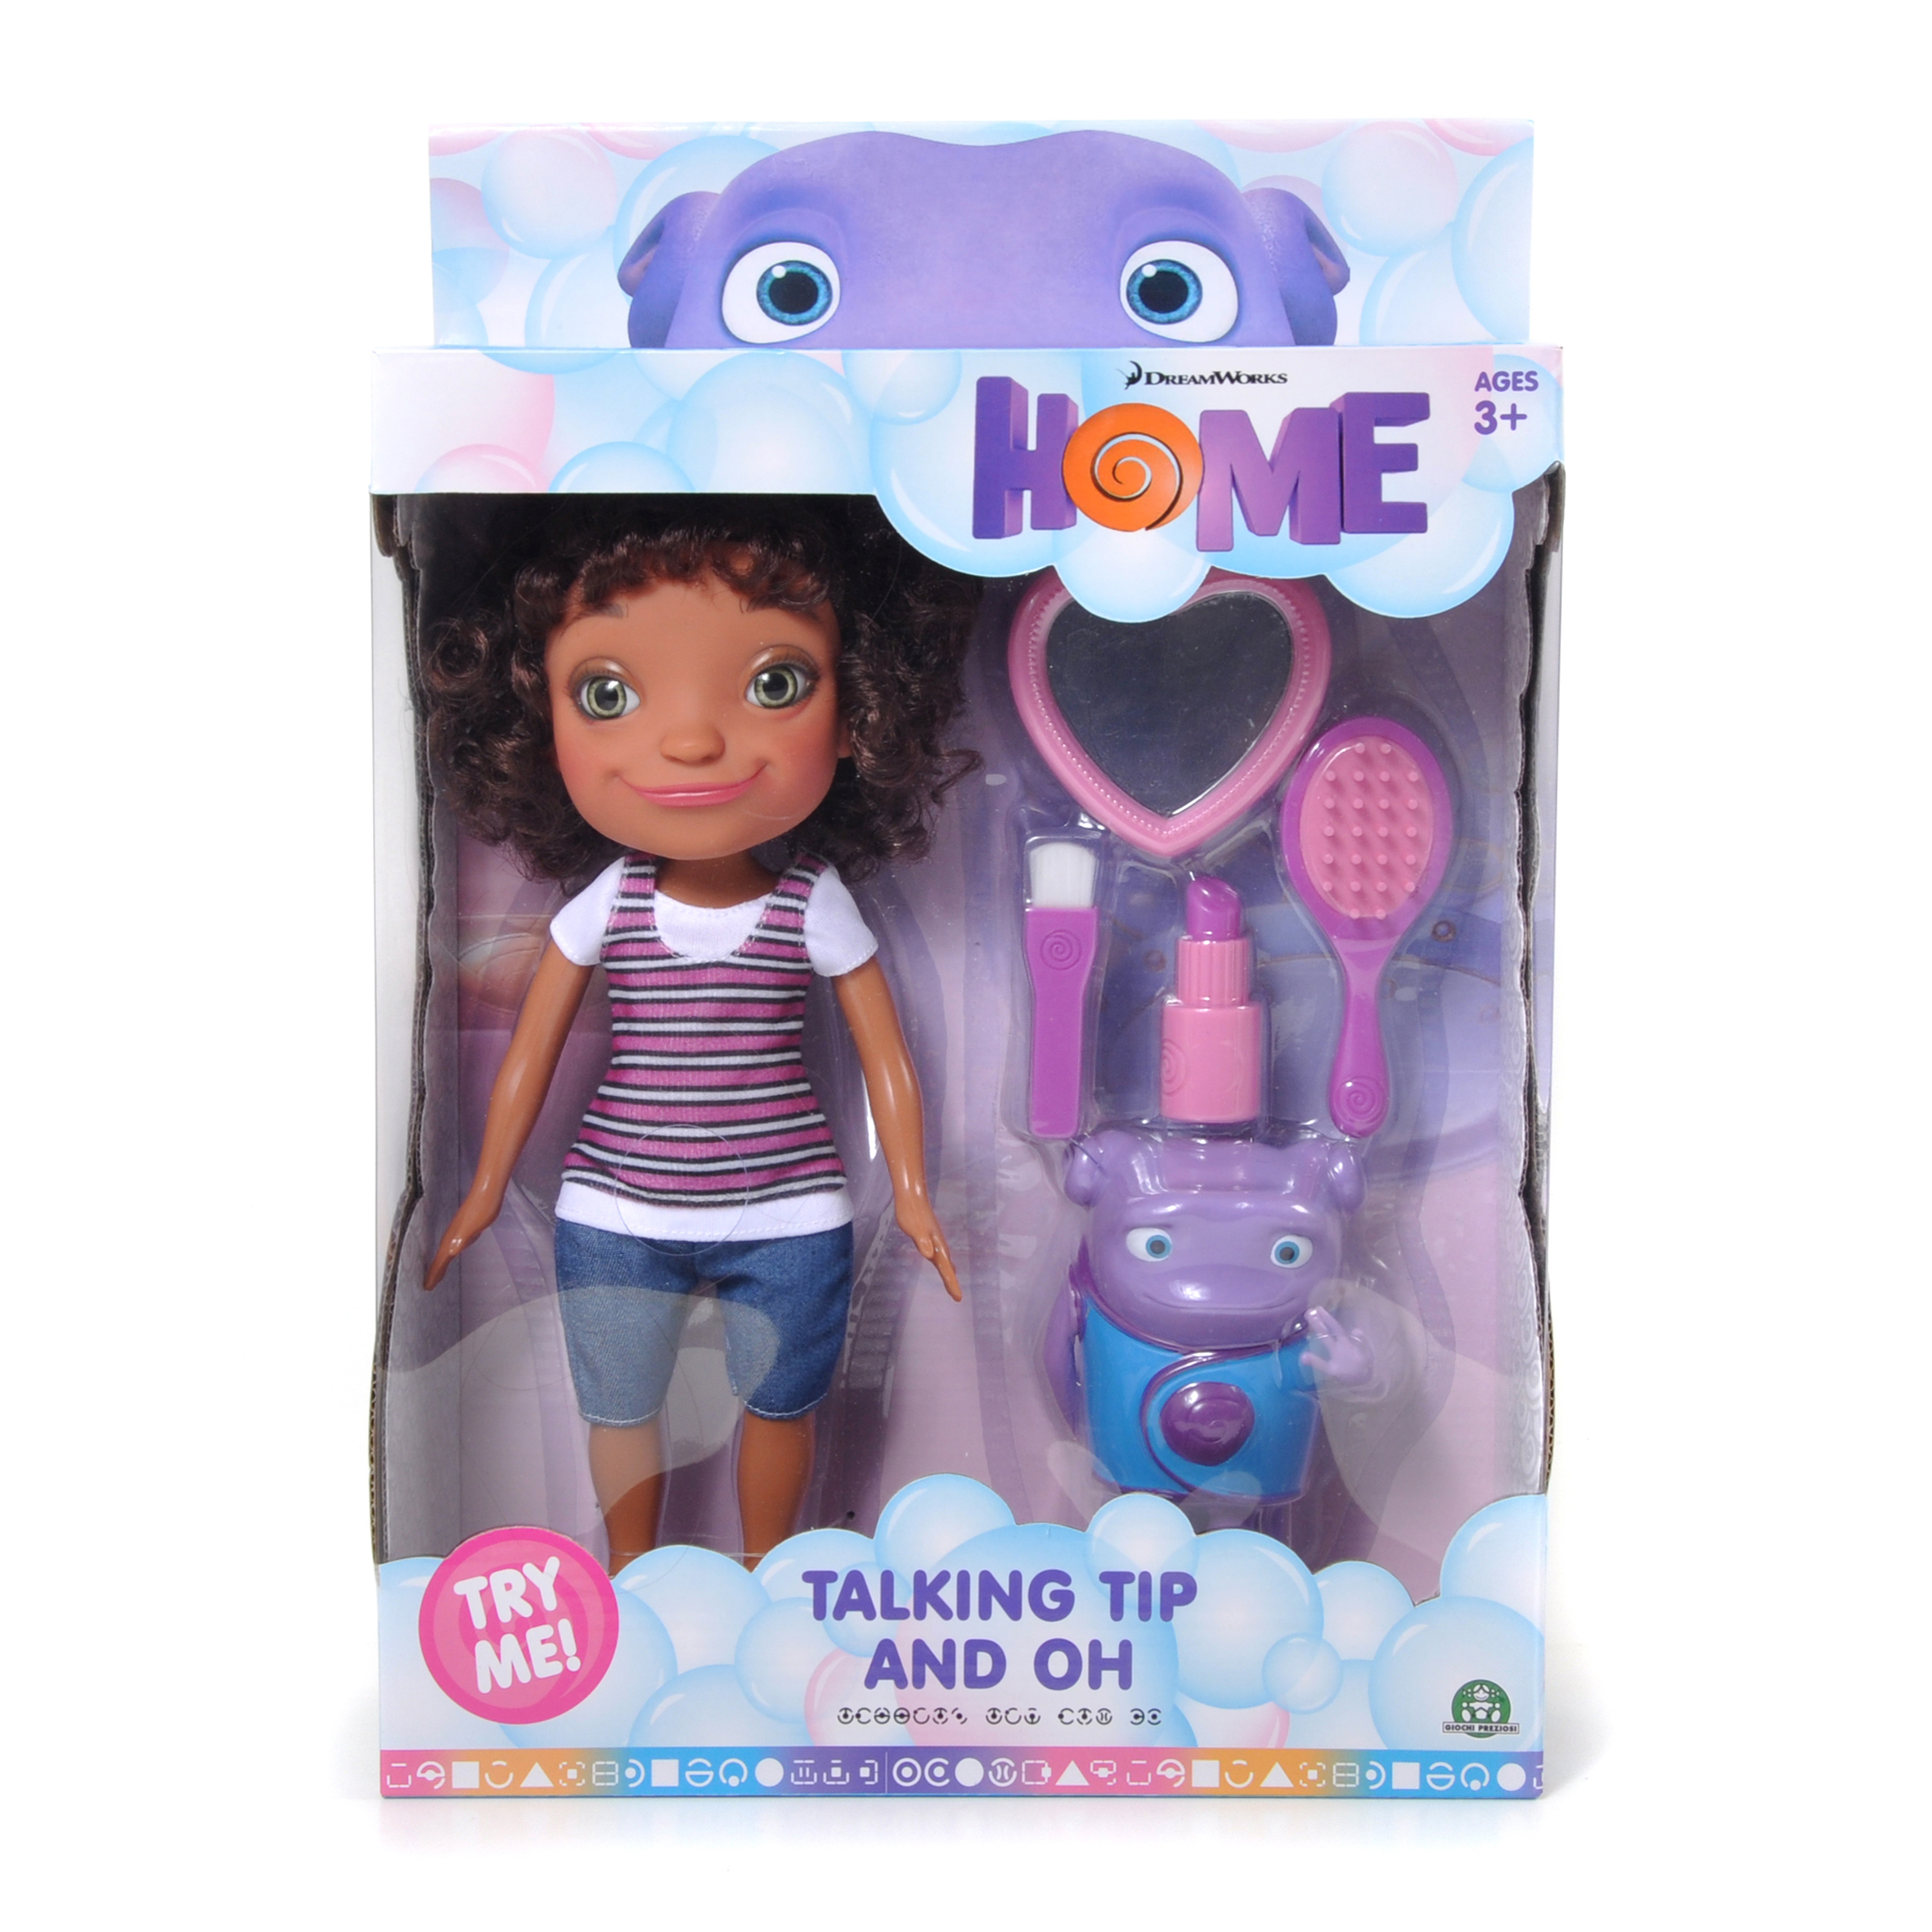 DREAMWORKS
HOME
AGES
3+
TRY
ME!
TALKING TIP
AND OH
GIOCHI PREZIOSI